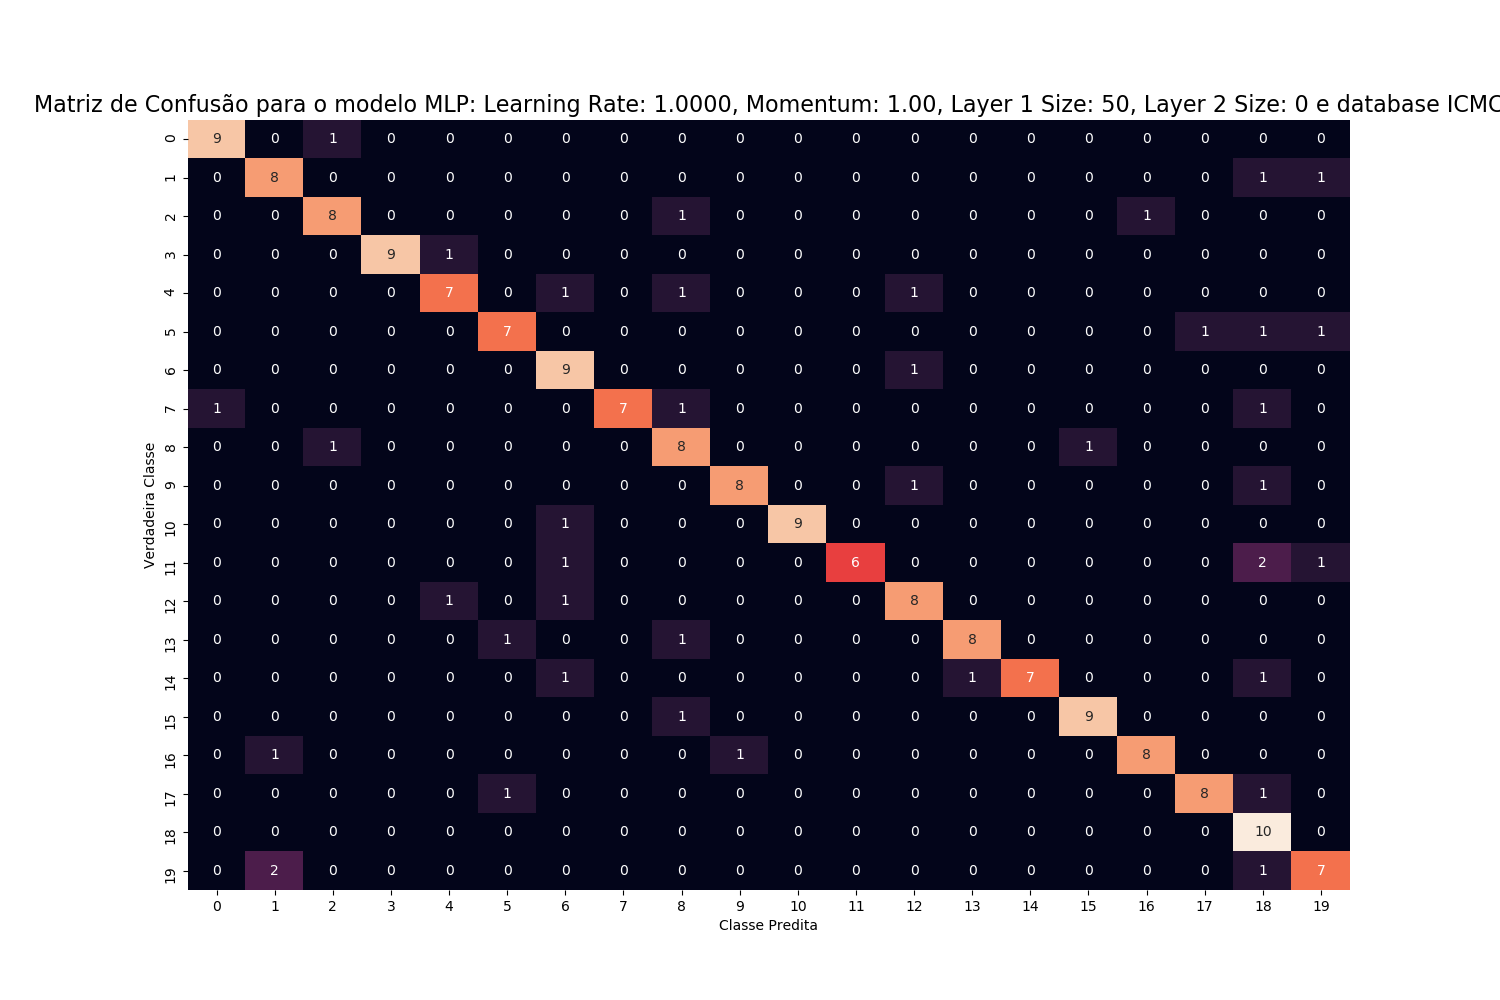 Matriz de Confusão para o modelo MLP: Learning Rate: 1.0000, Momentum: 1.00, Layer 1 Size: 50, Layer 2 Size: 0 e database ICMC
0 9 0 1 0 0 0 0 0 0 0 0 0 0 0 0 0 0 0 0 0
1 0 8 0 0 0 0 0 0 0 0 0 0 0 0 0 0 0 0 1 1
2 0 0 8 0 0 0 0 0 1 0 0 0 0 0 0 0 1 0 0 0
3 0 0 0 9 1 0 0 0 0 0 0 0 0 0 0 0 0 0 0 0
4 0 0 0 0 7 0 1 0 1 0 0 0 1 0 0 0 0 0 0 0
5 0 0 0 0 0 7 0 0 0 0 0 0 0 0 0 0 0 1 1 1
6 0 0 0 0 0 0 9 0 0 0 0 0 1 0 0 0 0 0 0 0
7 1 0 0 0 0 0 0 7 1 0 0 0 0 0 0 0 0 0 1 0
8 0 0 1 0 0 0 0 0 8 0 0 0 0 0 0 1 0 0 0 0
9 0 0 0 0 0 0 0 0 0 8 0 0 1 0 0 0 0 0 1 0
10 0 0 0 0 0 0 1 0 0 0 9 0 0 0 0 0 0 0 0 0
11 0 0 0 0 0 0 1 0 0 0 0 6 0 0 0 0 0 0 2 1
12 0 0 0 0 1 0 1 0 0 0 0 0 8 0 0 0 0 0 0 0
13 0 0 0 0 0 1 0 0 1 0 0 0 0 8 0 0 0 0 0 0
14 0 0 0 0 0 0 1 0 0 0 0 0 0 1 7 0 0 0 1 0
15 0 0 0 0 0 0 0 0 1 0 0 0 0 0 0 9 0 0 0 0
16 0 1 0 0 0 0 0 0 0 1 0 0 0 0 0 0 8 0 0 0
17 0 0 0 0 0 1 0 0 0 0 0 0 0 0 0 0 0 8 1 0
18 0 0 0 0 0 0 0 0 0 0 0 0 0 0 0 0 0 0 10 0
19 0 2 0 0 0 0 0 0 0 0 0 0 0 0 0 0 0 0 1 7
0 1 2 3 4 5 6 7 8 9 10 11 12 13 14 15 16 17 18 19
Verdadeira Classe
Classe Predita